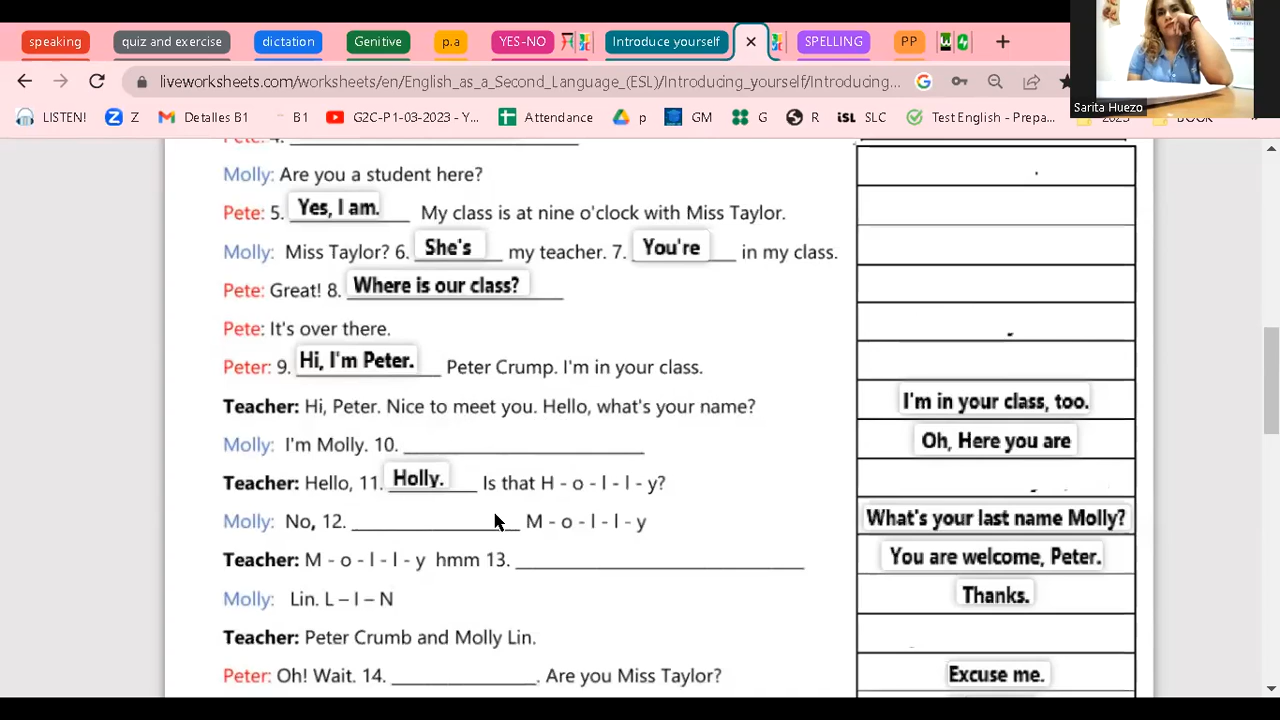 speaking quiz and exercise dictation Genitive p.a YES-NO Introduce yourself SPELLING PP
liveworksheets.com/worksheets/en/English_as_a_Second_Language_(ESL)/Introducing_yourself/Introducing...
Sarita Huezo
LISTEN! Z Detalles B1 B1 G2C-P1-03-2023 - Y... Attendance p GM G R SLC Test English - Prepa... BOOK
Molly: Are you a student here?
Pete: 5. Yes, I am. My class is at nine o'clock with Miss Taylor.
Molly: Miss Taylor? 6. She's my teacher. 7. You're in my class.
Pete: Great! 8. Where is our class?
Pete: It's over there.
Peter: 9. Hi, I'm Peter. Peter Crump. I'm in your class.
Teacher: Hi, Peter. Nice to meet you. Hello, what's your name?
Molly: I'm Molly. 10.
Teacher: Hello, 11. Holly. Is that H - o - l - l - y?
Molly: No, 12. M - o - l - l - y
Teacher: M - o - l - l - y hmm 13.
Molly: Lin. L – I – N
Teacher: Peter Crumb and Molly Lin.
Peter: Oh! Wait. 14. . Are you Miss Taylor?
I'm in your class, too.
Oh, Here you are
What's your last name Molly?
You are welcome, Peter.
Thanks.
Excuse me.